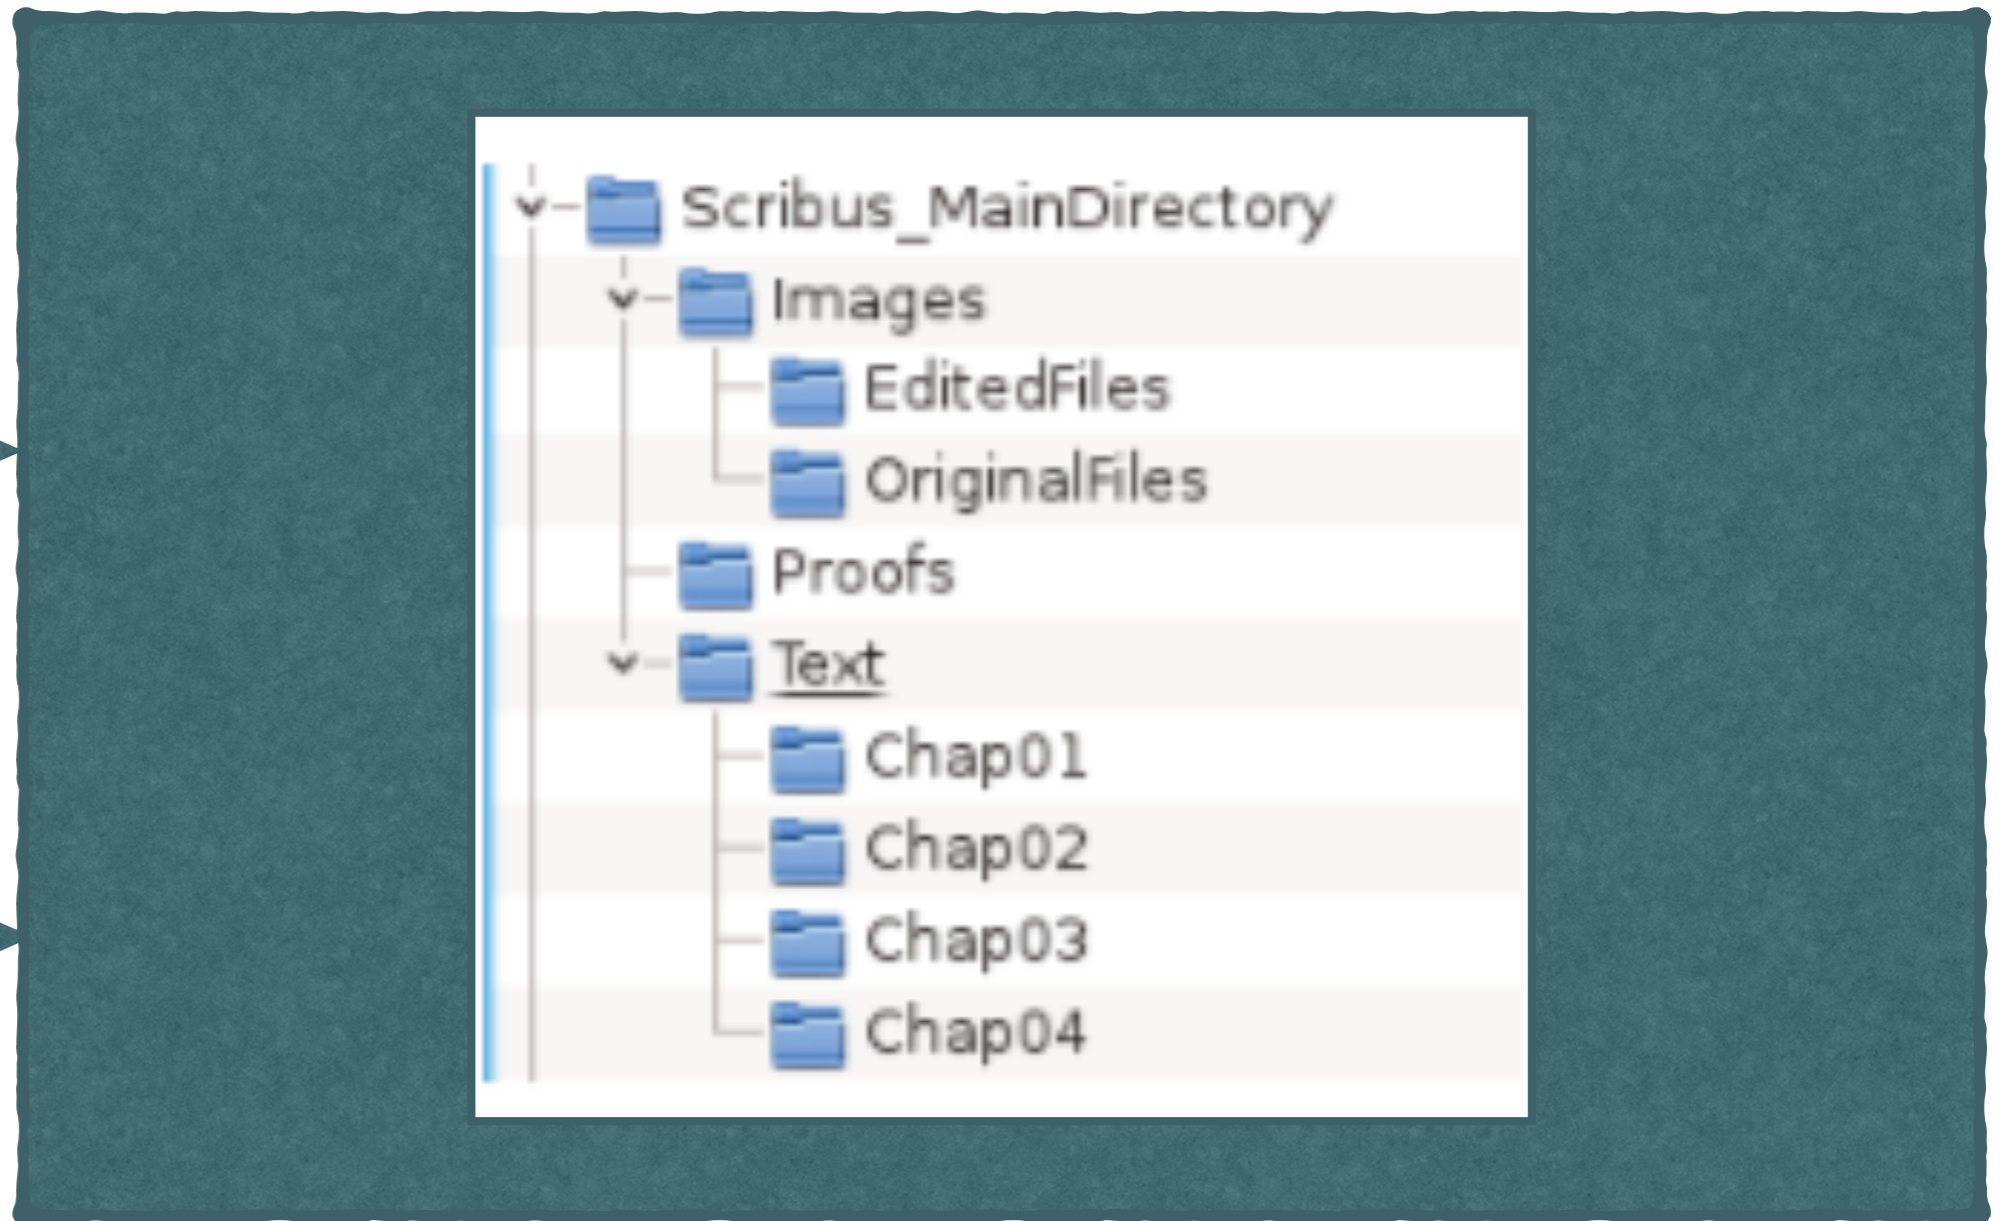 Scribus_MainDirectory
Images
EditedFiles
OriginalFiles
Proofs
Text
Chap01
Chap02
Chap03
Chap04